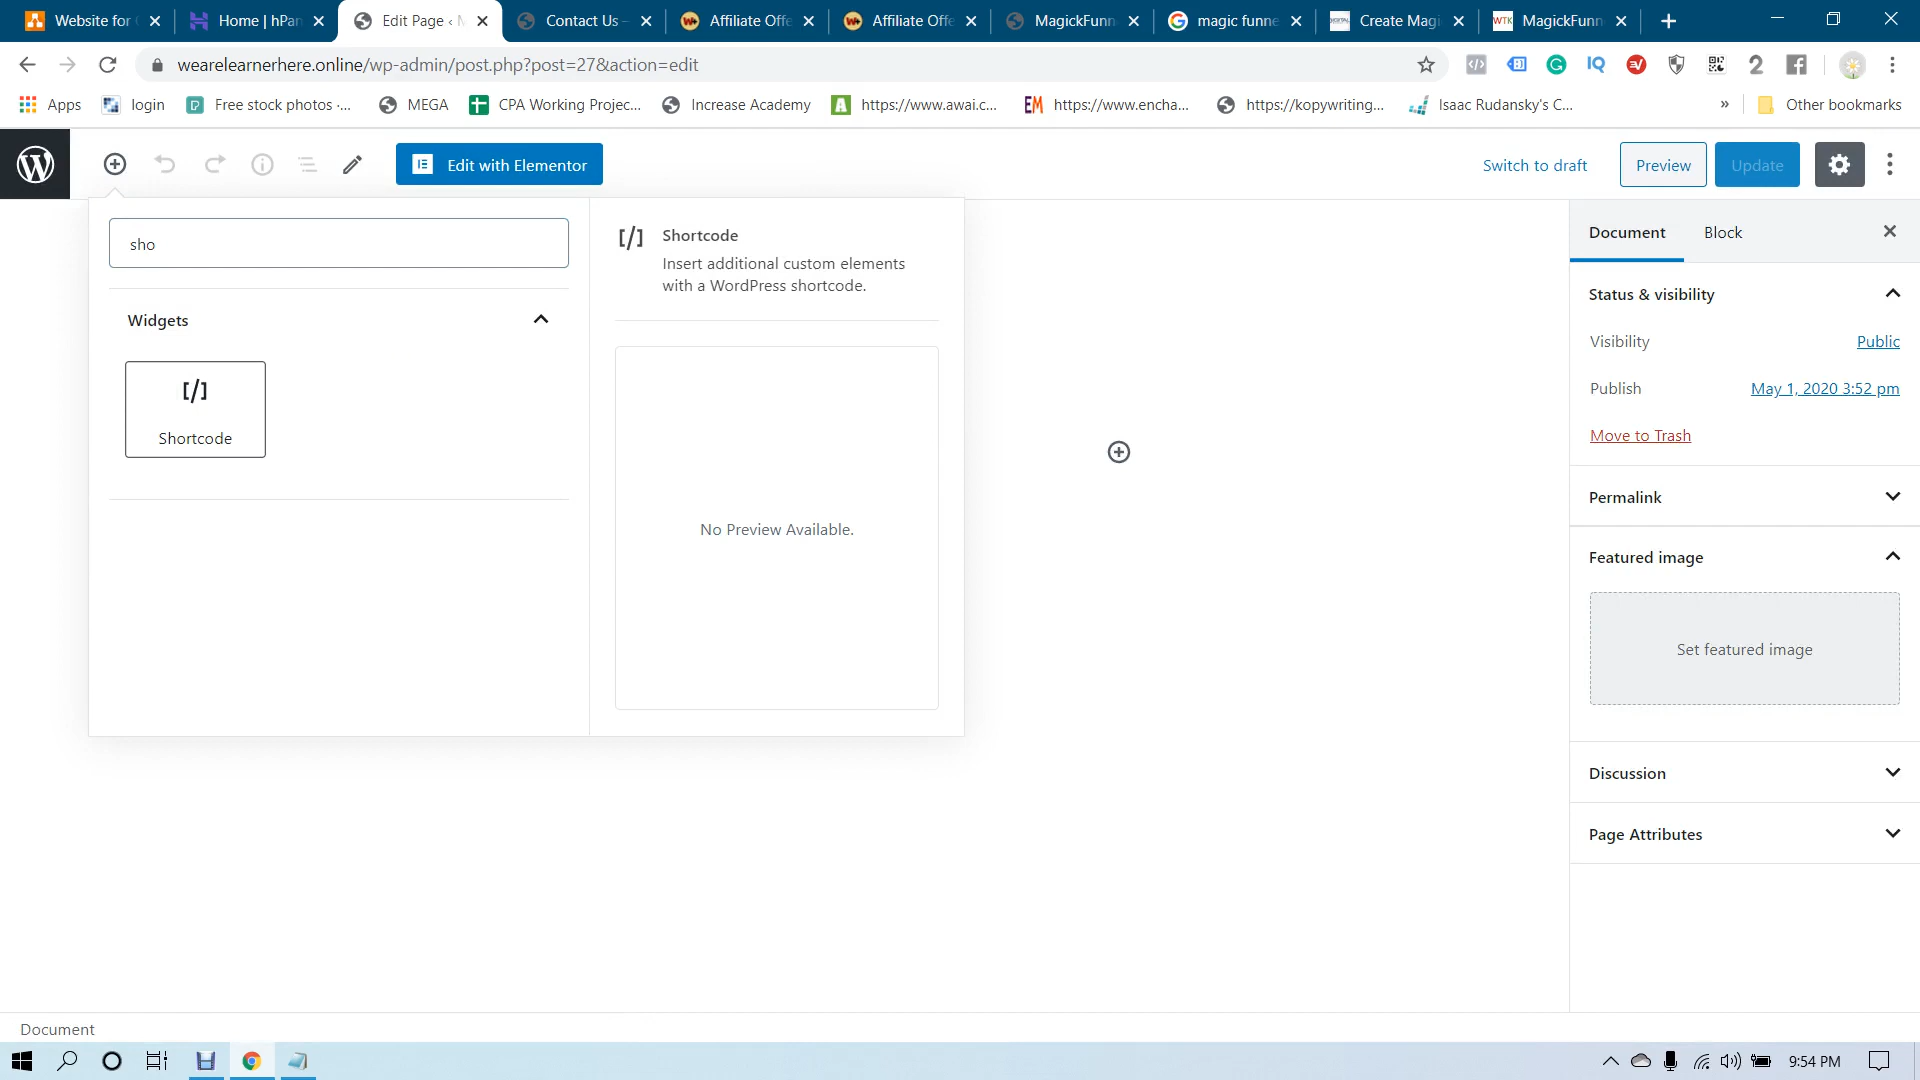 Website for
Home | hPan
Edit Page ‹ M
Contact Us –
Affiliate Offe
Affiliate Offe
MagickFunn
magic funne
Create Magi
MagickFunn
wearelearnerhere.online/wp-admin/post.php?post=27&action=edit
Apps
login
Free stock photos ·...
MEGA
CPA Working Projec...
Increase Academy
https://www.awai.c...
https://www.encha...
https://kopywriting...
Isaac Rudansky's C...
»
Other bookmarks
Edit with Elementor
Switch to draft
Preview
Update
sho
Widgets
[/]
Shortcode
[/]
Shortcode
Insert additional custom elements
with a WordPress shortcode.
No Preview Available.
Document
Block
Status & visibility
Visibility
Public
Publish
May 1, 2020 3:52 pm
Move to Trash
Permalink
Featured image
Set featured image
Discussion
Page Attributes
Document
9:54 PM